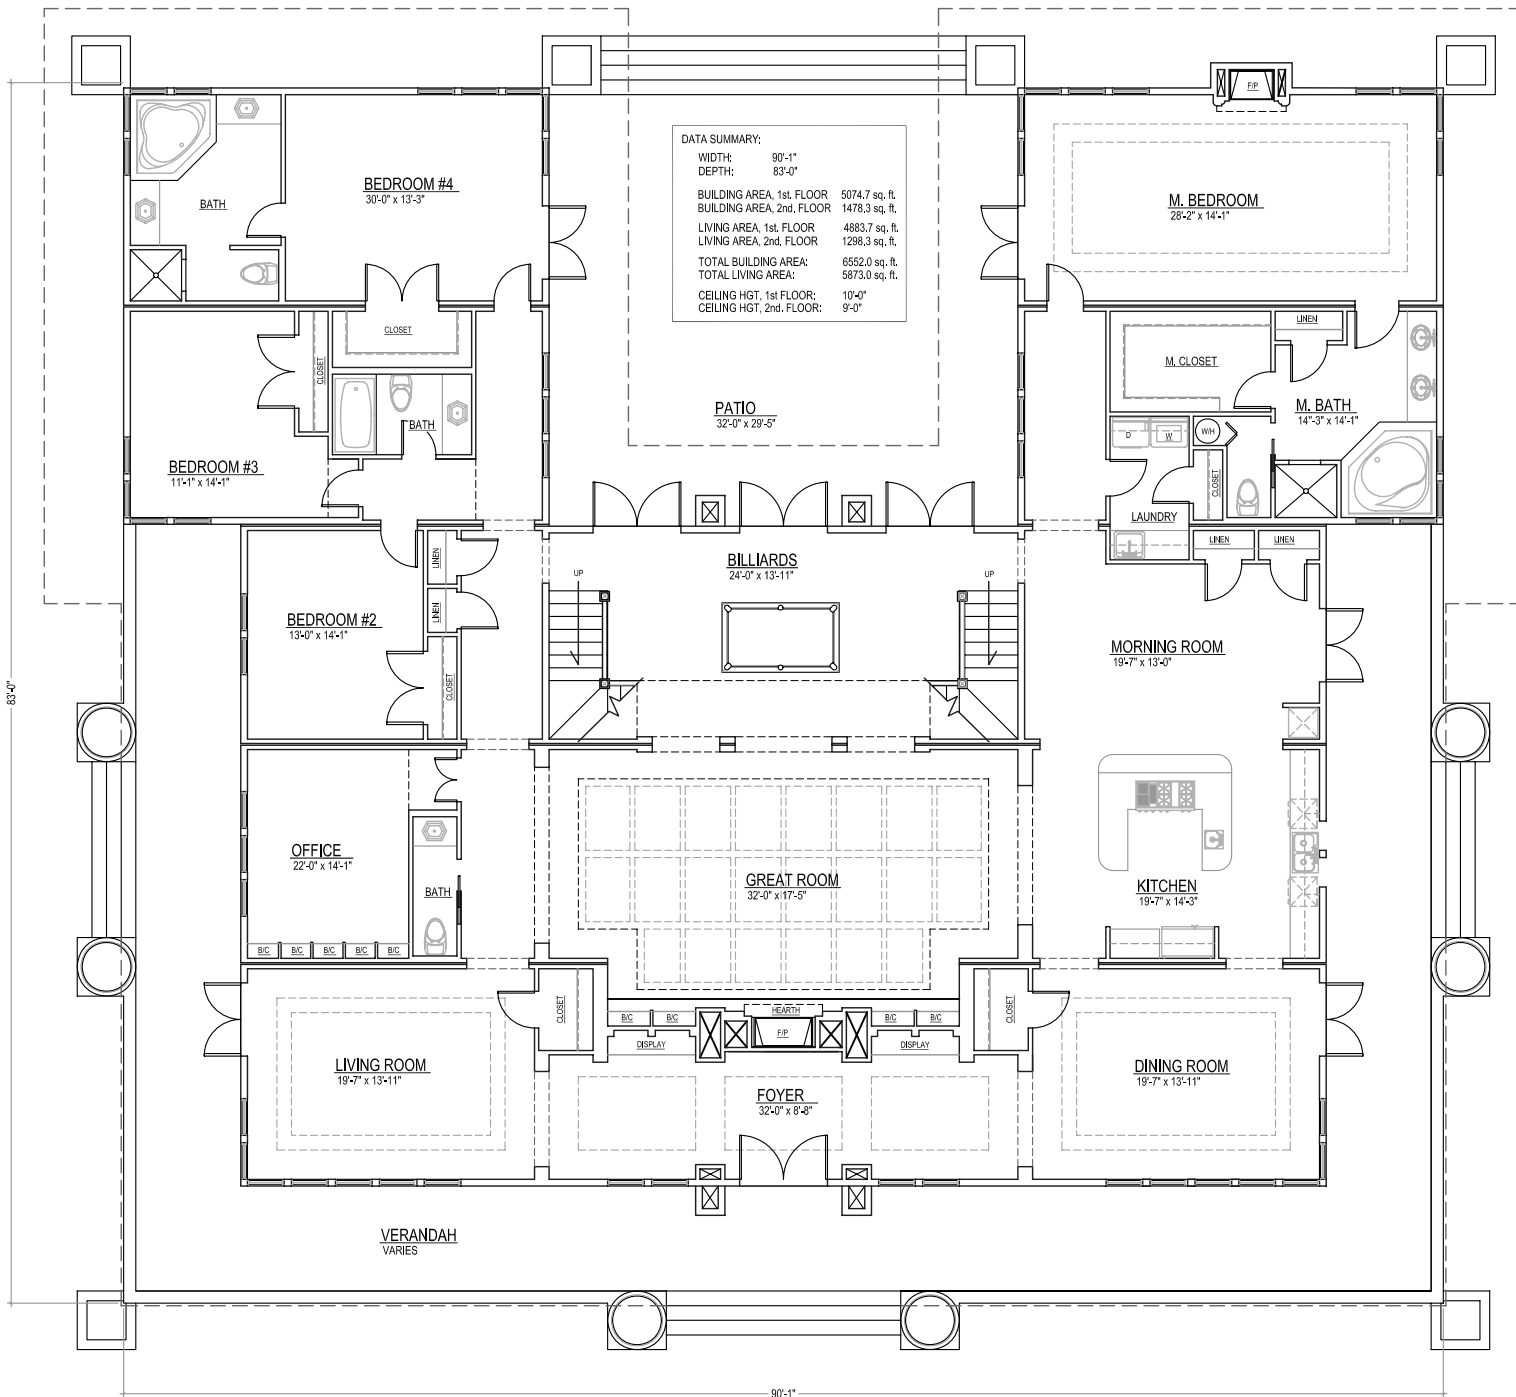 F/P
DATA SUMMARY:
WIDTH: 90'-1"
DEPTH: 83'-0"
BUILDING AREA, 1st. FLOOR 5074.7 sq. ft.
BUILDING AREA, 2nd. FLOOR 1478.3 sq. ft.
LIVING AREA, 1st. FLOOR 4883.7 sq. ft.
LIVING AREA, 2nd. FLOOR 1298.3 sq. ft.
TOTAL BUILDING AREA: 6552.0 sq. ft.
TOTAL LIVING AREA: 5873.0 sq. ft.
CEILING HGT, 1st FLOOR: 10'-0"
CEILING HGT, 2nd. FLOOR: 9'-0"
BEDROOM #4
30'-0" x 13'-3"
BATH
M. BEDROOM
28'-2" x 14'-1"
CLOSET
CLOSET
LINEN
M. CLOSET
PATIO
32'-0" x 29'-5"
M. BATH
14"-3" x 14'-1"
BATH
D
W
W/H
BEDROOM #3
11'-1" x 14'-1"
CLOSET
LAUNDRY
LINEN
LINEN
LINEN
BILLIARDS
24'-0" x 13'-11"
UP
UP
LINEN
BEDROOM #2
13'-0" x 14'-1"
MORNING ROOM
19'-7" x 13'-0"
CLOSET
83'-0"
OFFICE
22'-0" x 14'-1"
BATH
GREAT ROOM
32'-0" x 17'-5"
KITCHEN
19'-7" x 14'-3"
B/C
B/C
B/C
B/C
B/C
CLOSET
CLOSET
HEARTH
B/C
B/C
F/P
B/C
B/C
DISPLAY
DISPLAY
LIVING ROOM
19'-7" x 13'-11"
DINING ROOM
19'-7" x 13'-11"
FOYER
32'-0" x 8'-8"
VERANDAH
VARIES
90'-1"